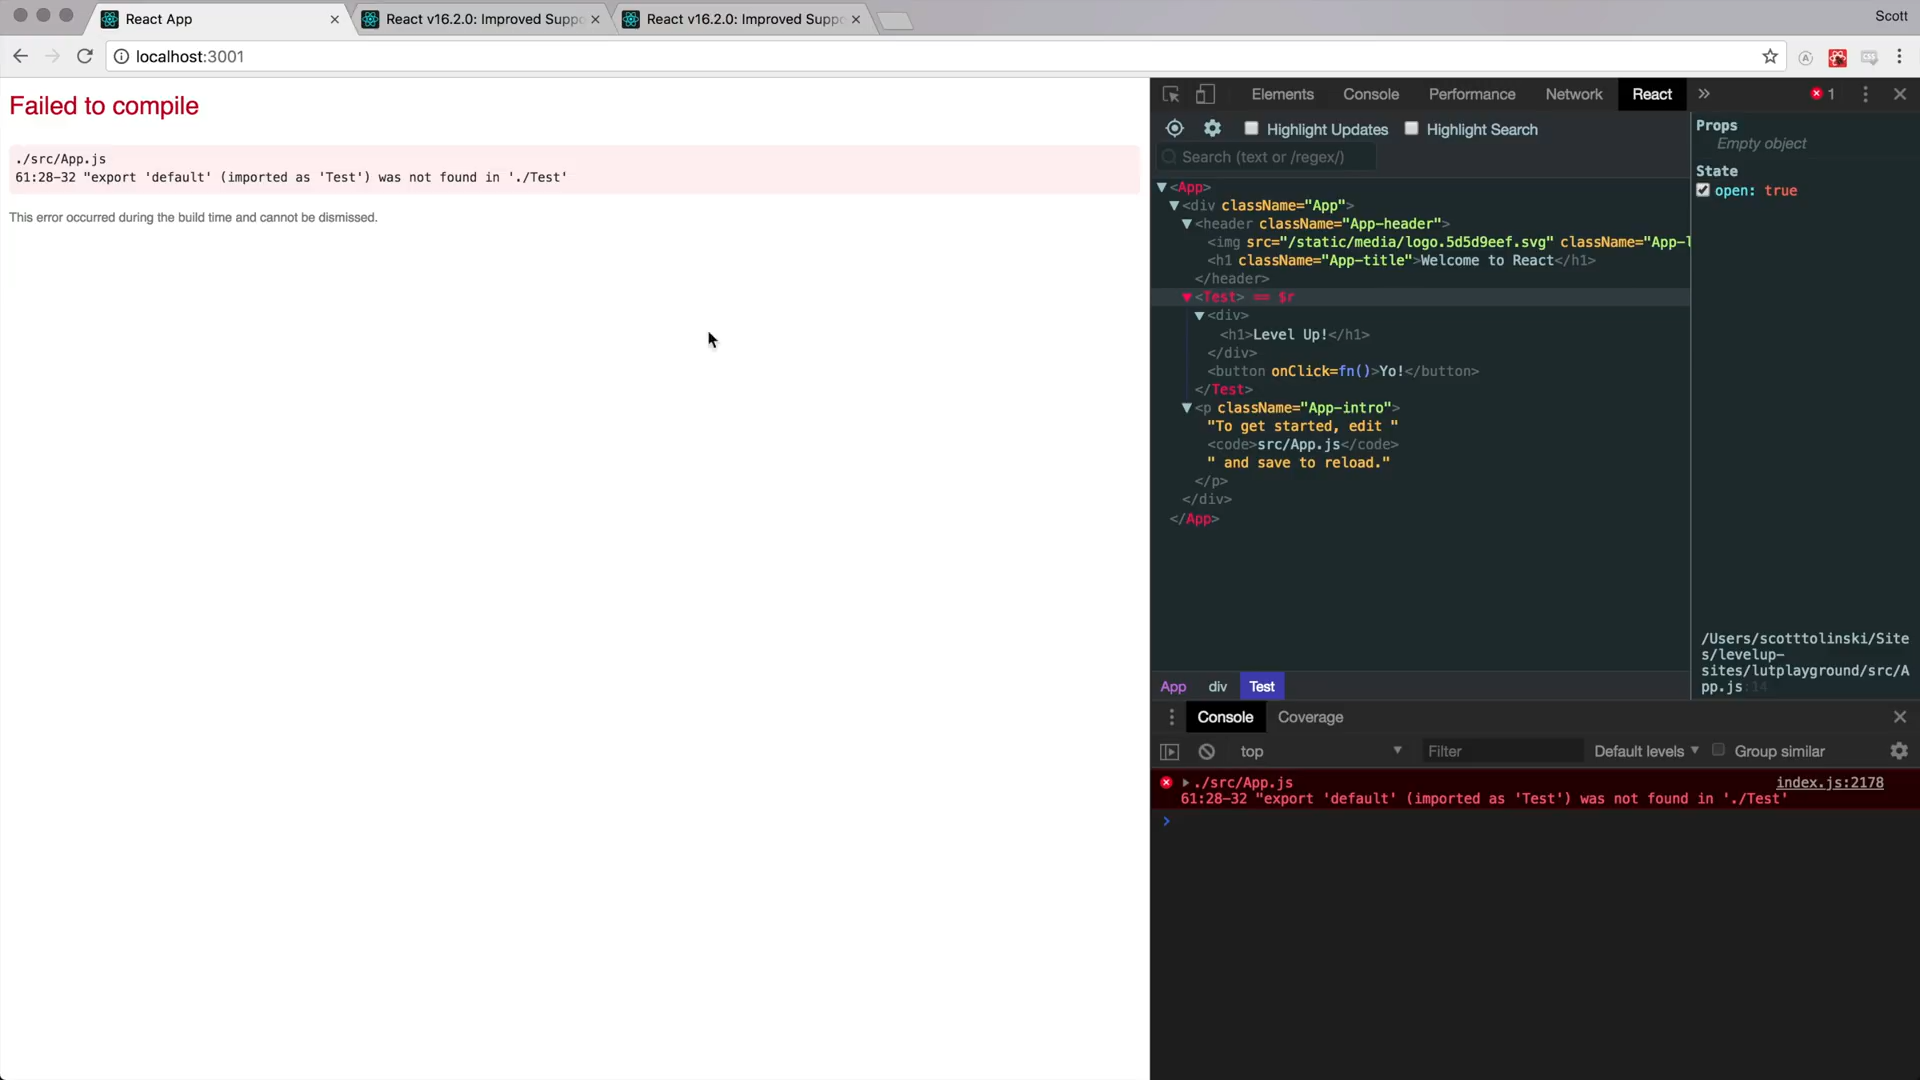 React App
React v16.2.0: Improved Suppo
React v16.2.0: Improved Suppo
Scott
localhost:3001
Failed to compile
./src/App.js
61:28-32 "export 'default' (imported as 'Test') was not found in './Test'
This error occurred during the build time and cannot be dismissed.
Elements Console Performance Network React 1
Highlight Updates Highlight Search
Search (text or /regex/)
<App>
<div className="App">
<header className="App-header">
<img src="/static/media/logo.5d5d9eef.svg" className="App-l
<h1 className="App-title">Welcome to React</h1>
</header>
<Test> == $r
<div>
<h1>Level Up!</h1>
</div>
<button onClick=fn()>Yo!</button>
</Test>
<p className="App-intro">
"To get started, edit "
<code>src/App.js</code>
" and save to reload."
</p>
</div>
</App>
Props
Empty object
State
open: true
/Users/scotttolinski/Site
s/levelup-
sites/lutplayground/src/A
pp.js:14
App div Test
Console Coverage
top Filter Default levels Group similar
./src/App.js index.js:2178
61:28-32 "export 'default' (imported as 'Test') was not found in './Test'